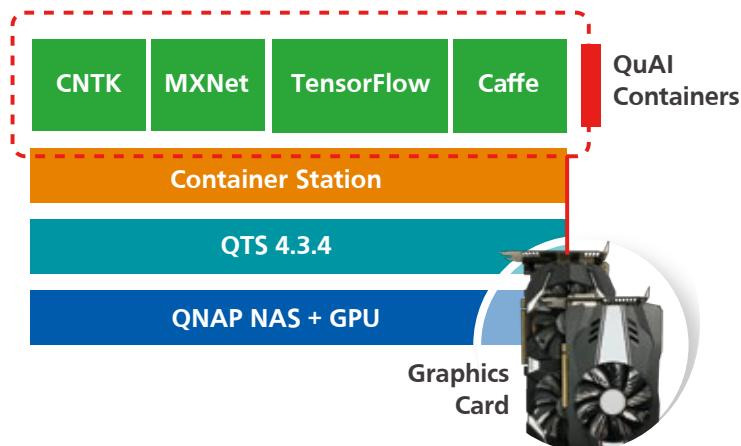 CNTK
MXNet
TensorFlow
Caffe
QuAI
Containers
Container Station
QTS 4.3.4
QNAP NAS + GPU
Graphics
Card